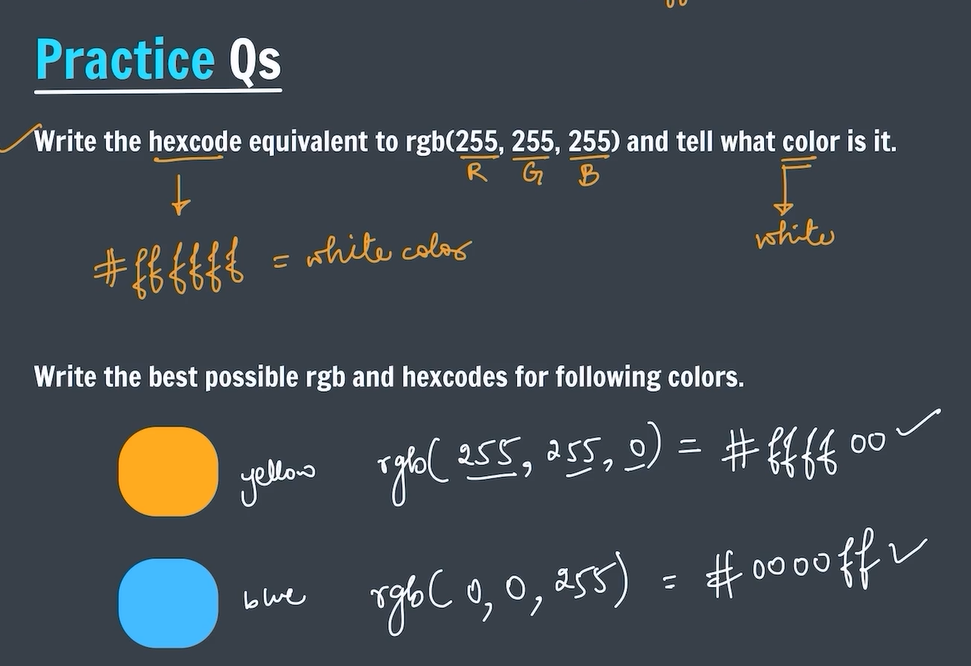 Practice Qs
Write the hexcode equivalent to rgb(255, 255, 255) and tell what color is it.
R G B
#ffffff = white color
white
Write the best possible rgb and hexcodes for following colors.
yellow rgb( 255, 255, 0) = #ffff00
blue rgb( 0, 0, 255) = #0000ff